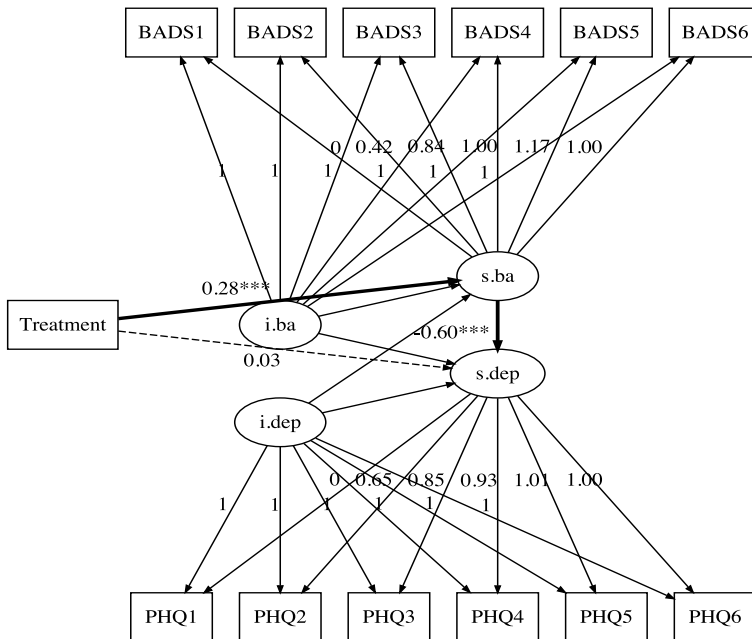 BADS1 BADS2 BADS3 BADS4 BADS5 BADS6
0 0.42 0.84 1.00 1.17 1.00
1 1 1 1 1 1
s.ba
0.28***
Treatment i.ba -0.60***
0.03
s.dep
i.dep
0 0.65 0.85 0.93 1.01 1.00
1 1 1 1 1 1
PHQ1 PHQ2 PHQ3 PHQ4 PHQ5 PHQ6